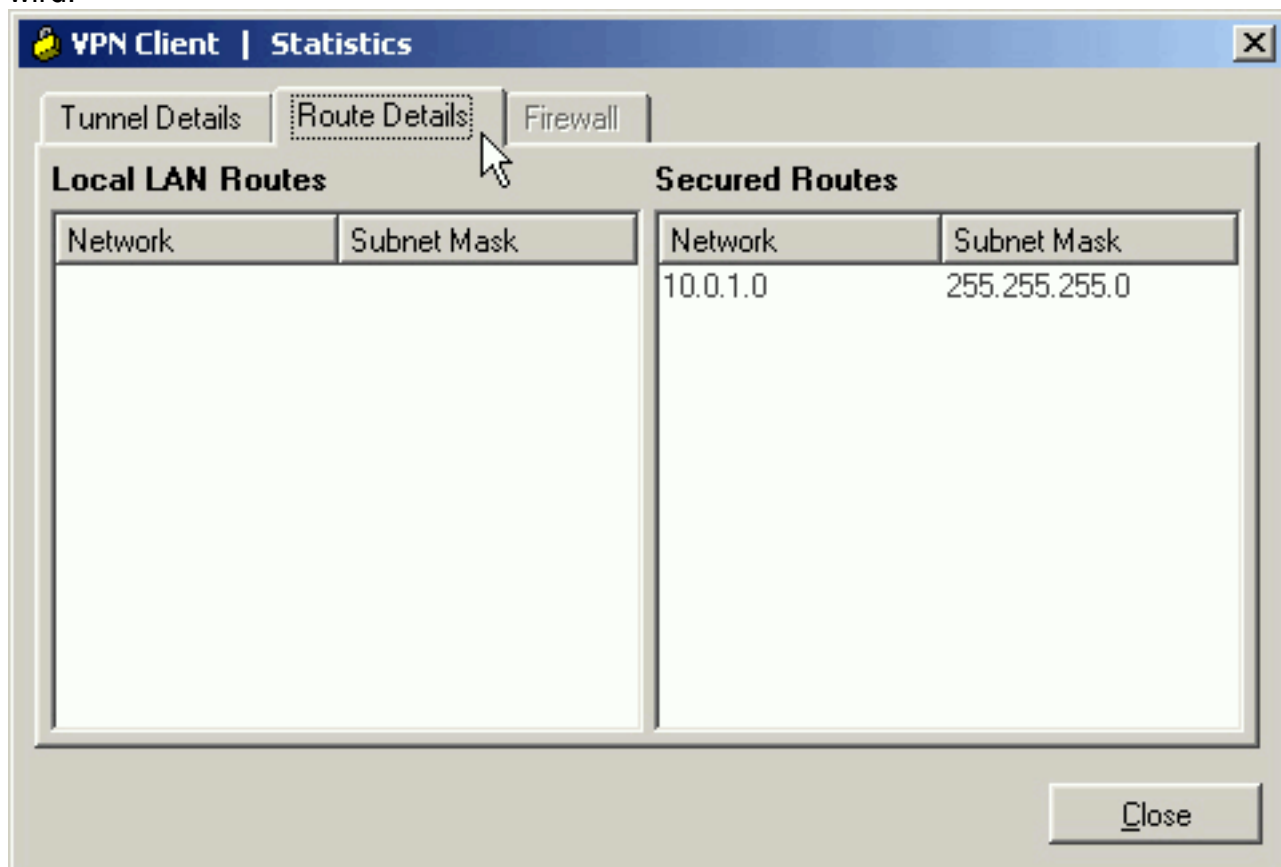 VPN Client | Statistics
Tunnel Details Route Details Firewall
Local LAN Routes Secured Routes
Network Subnet Mask Network Subnet Mask
10.0.1.0 255.255.255.0
Close